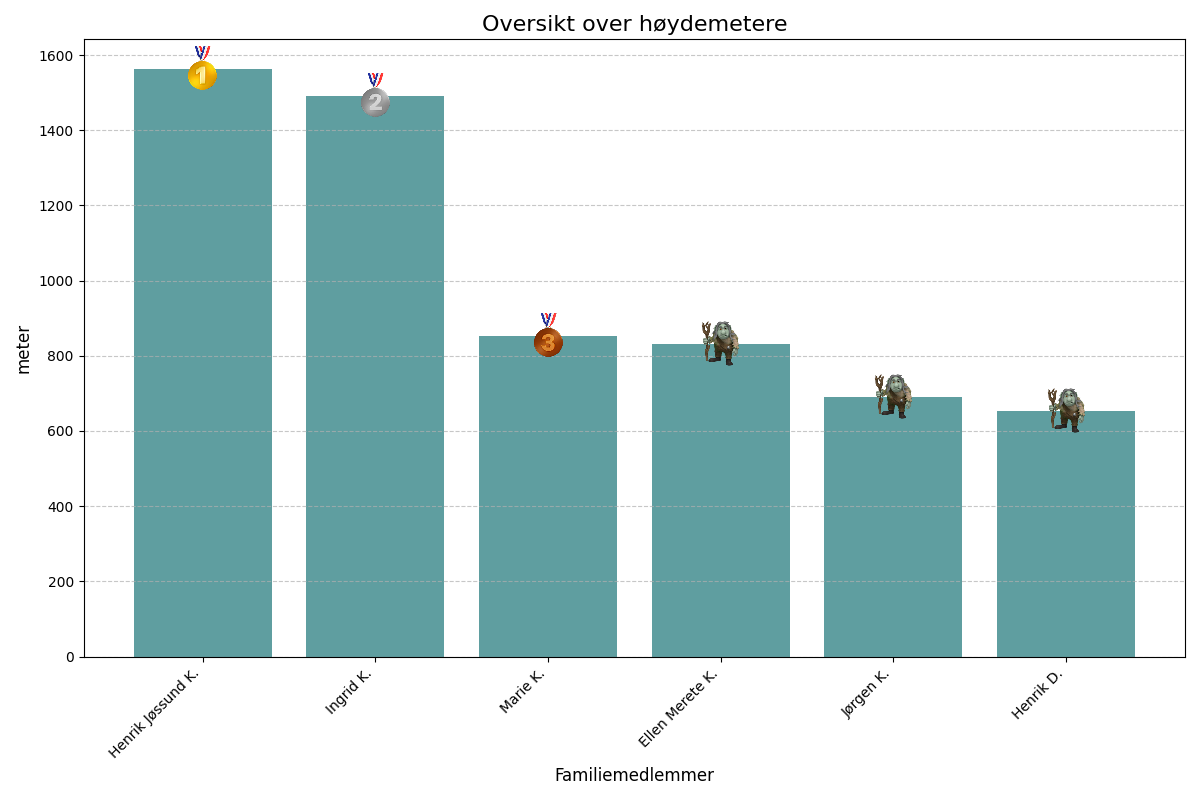 Oversikt over høydemetere
meter
1600
1400
1200
1000
800
600
400
200
0
1
2
3
Henrik Jøssund K.
Ingrid K.
Marie K.
Ellen Merete K.
Jørgen K.
Henrik D.
Familiemedlemmer